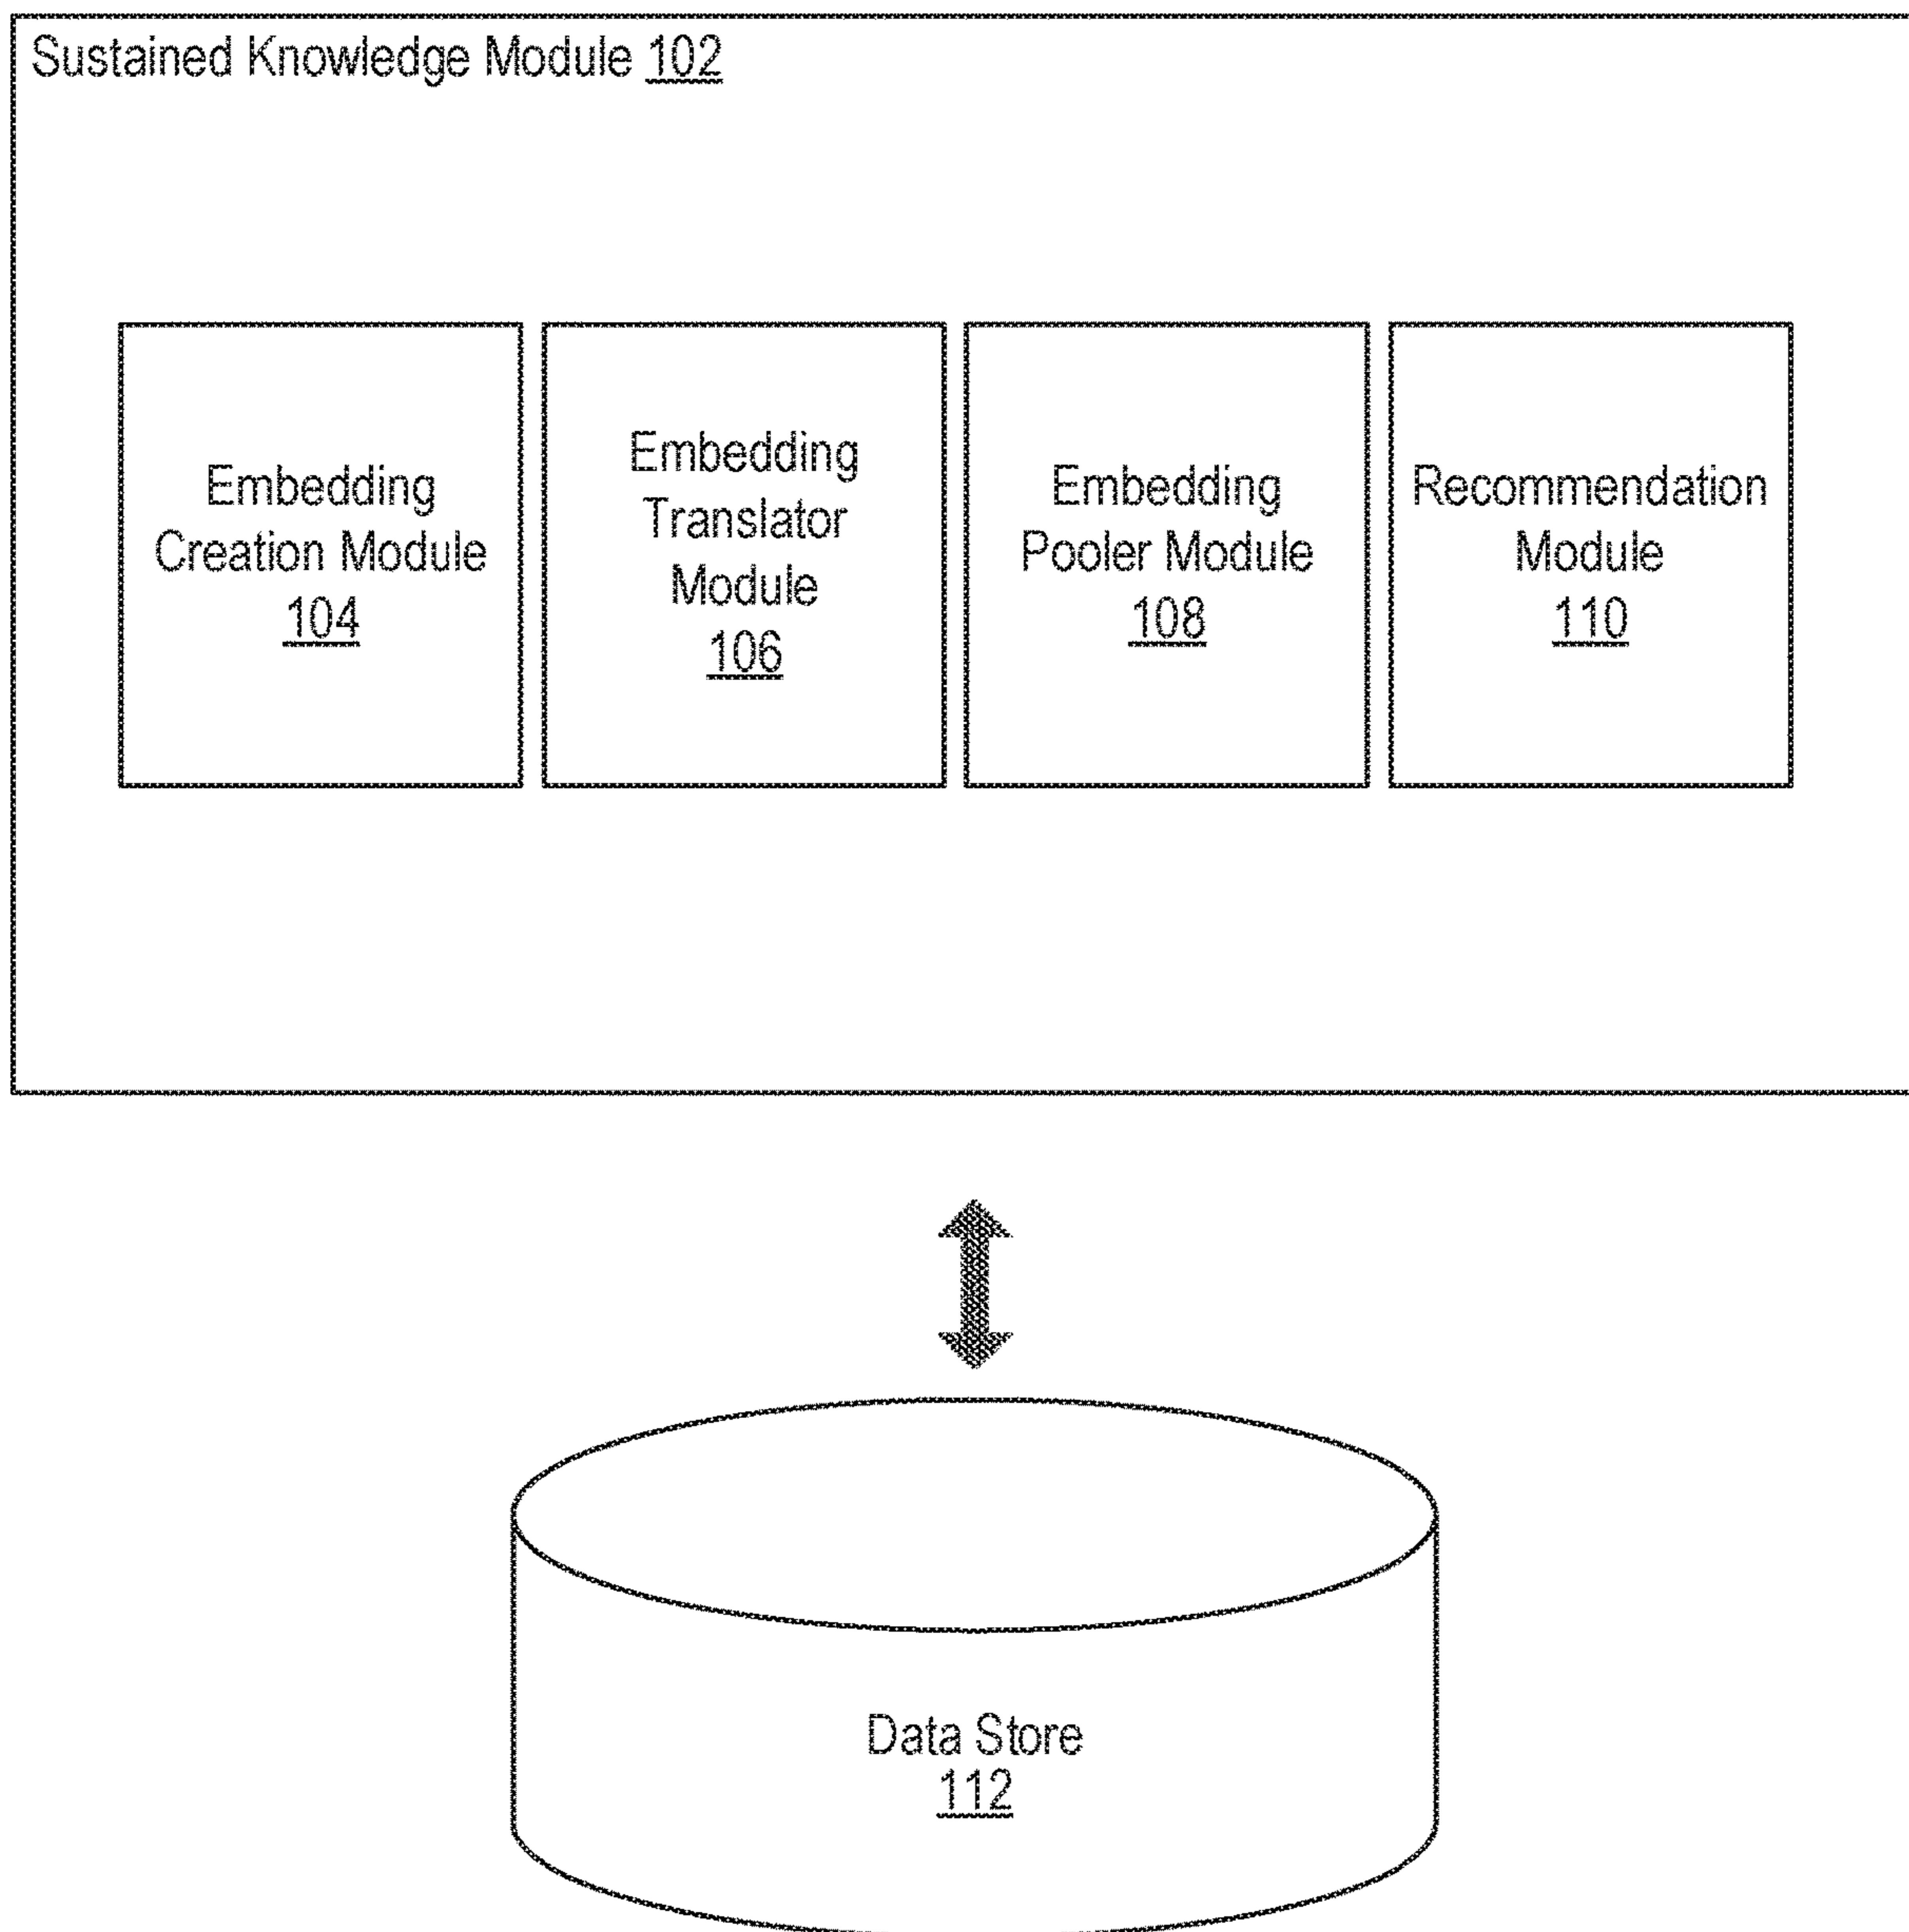 Sustained Knowledge Module 102
Embedding
Creation Module
104
Embedding
Translator
Module
106
Embedding
Pooler Module
108
Recommendation
Module
110
Data Store
112